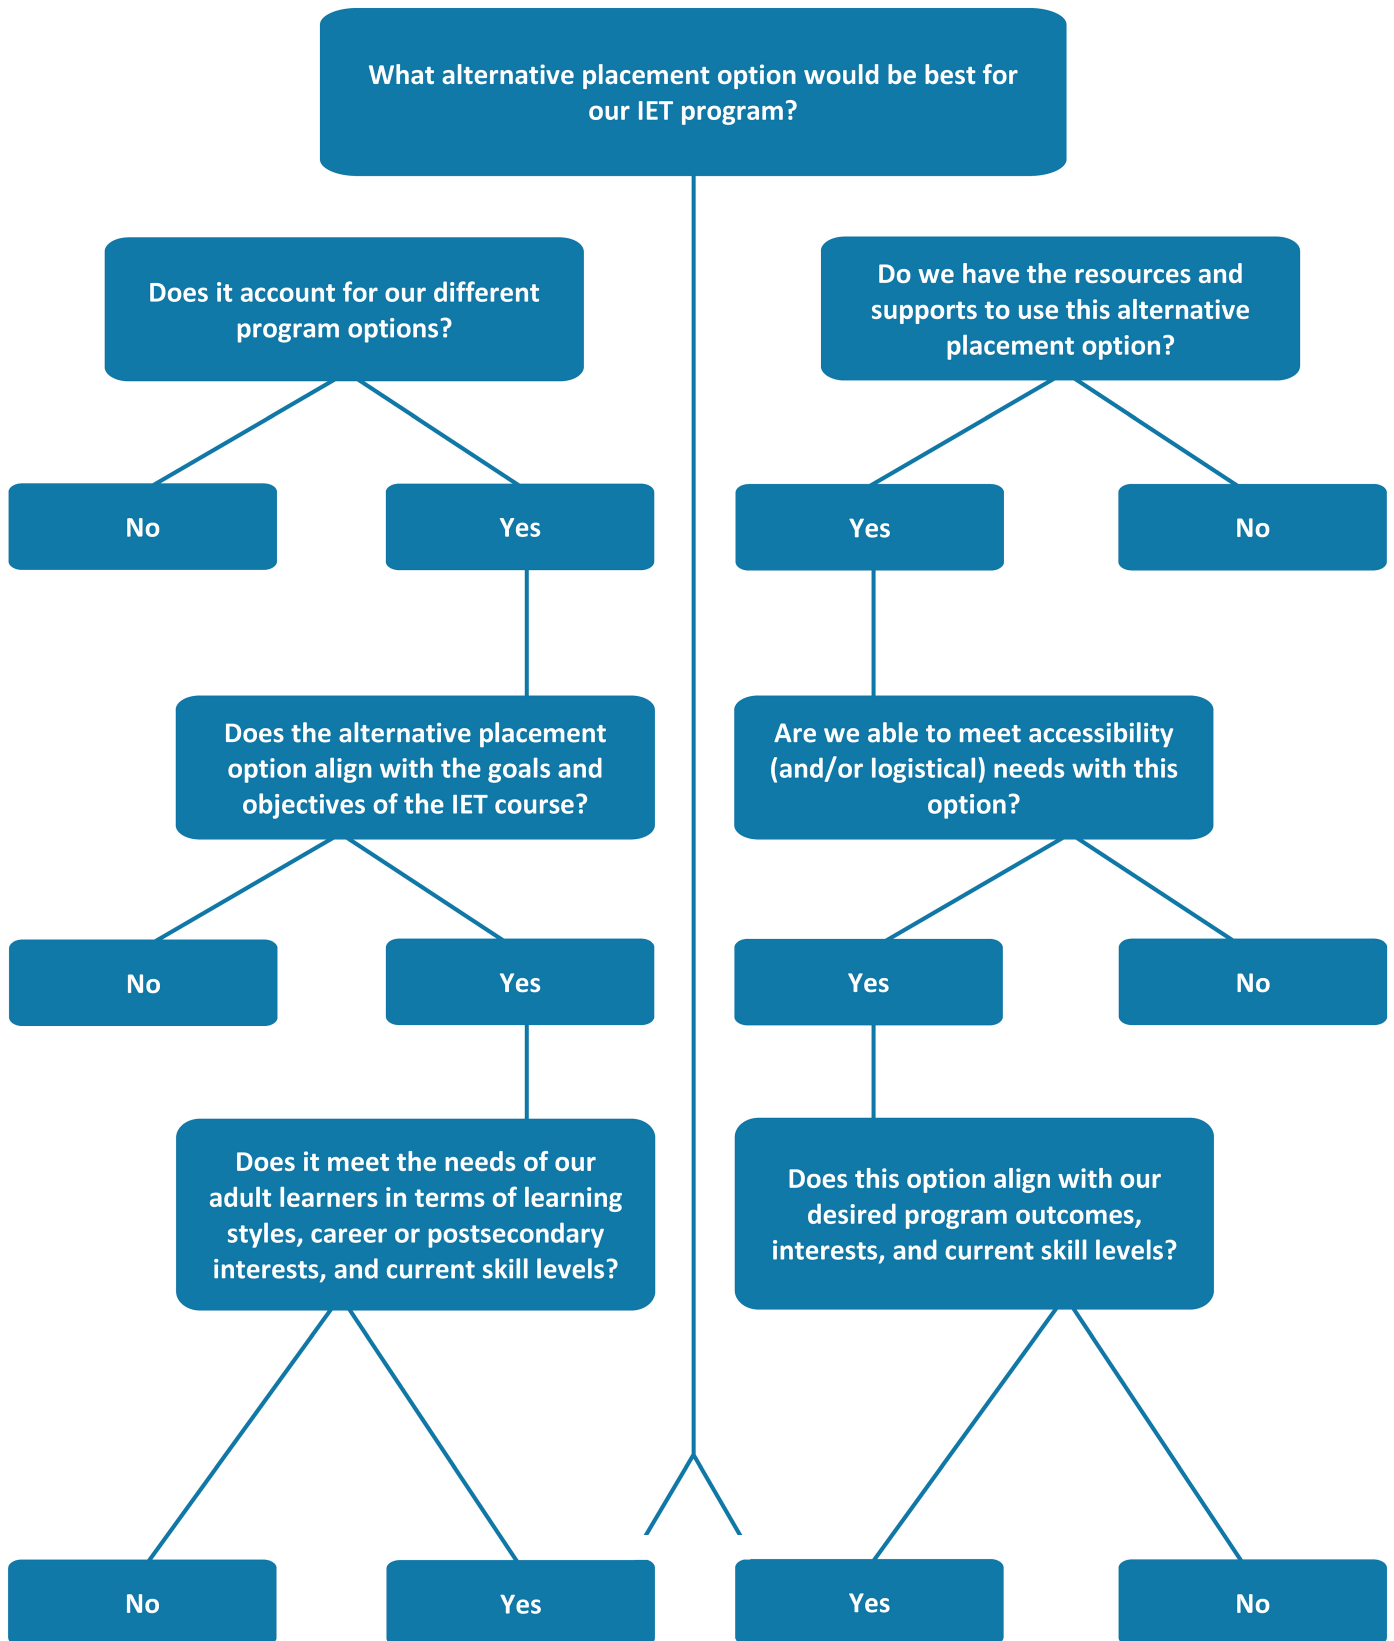 What alternative placement option would be best for
our IET program?
Does it account for our different
program options?
Do we have the resources and
supports to use this alternative
placement option?
No
Yes
Yes
No
Does the alternative placement
option align with the goals and
objectives of the IET course?
Are we able to meet accessibility
(and/or logistical) needs with this
option?
No
Yes
Yes
No
Does it meet the needs of our
adult learners in terms of learning
styles, career or postsecondary
interests, and current skill levels?
Does this option align with our
desired program outcomes,
interests, and current skill levels?
No
Yes
Yes
No